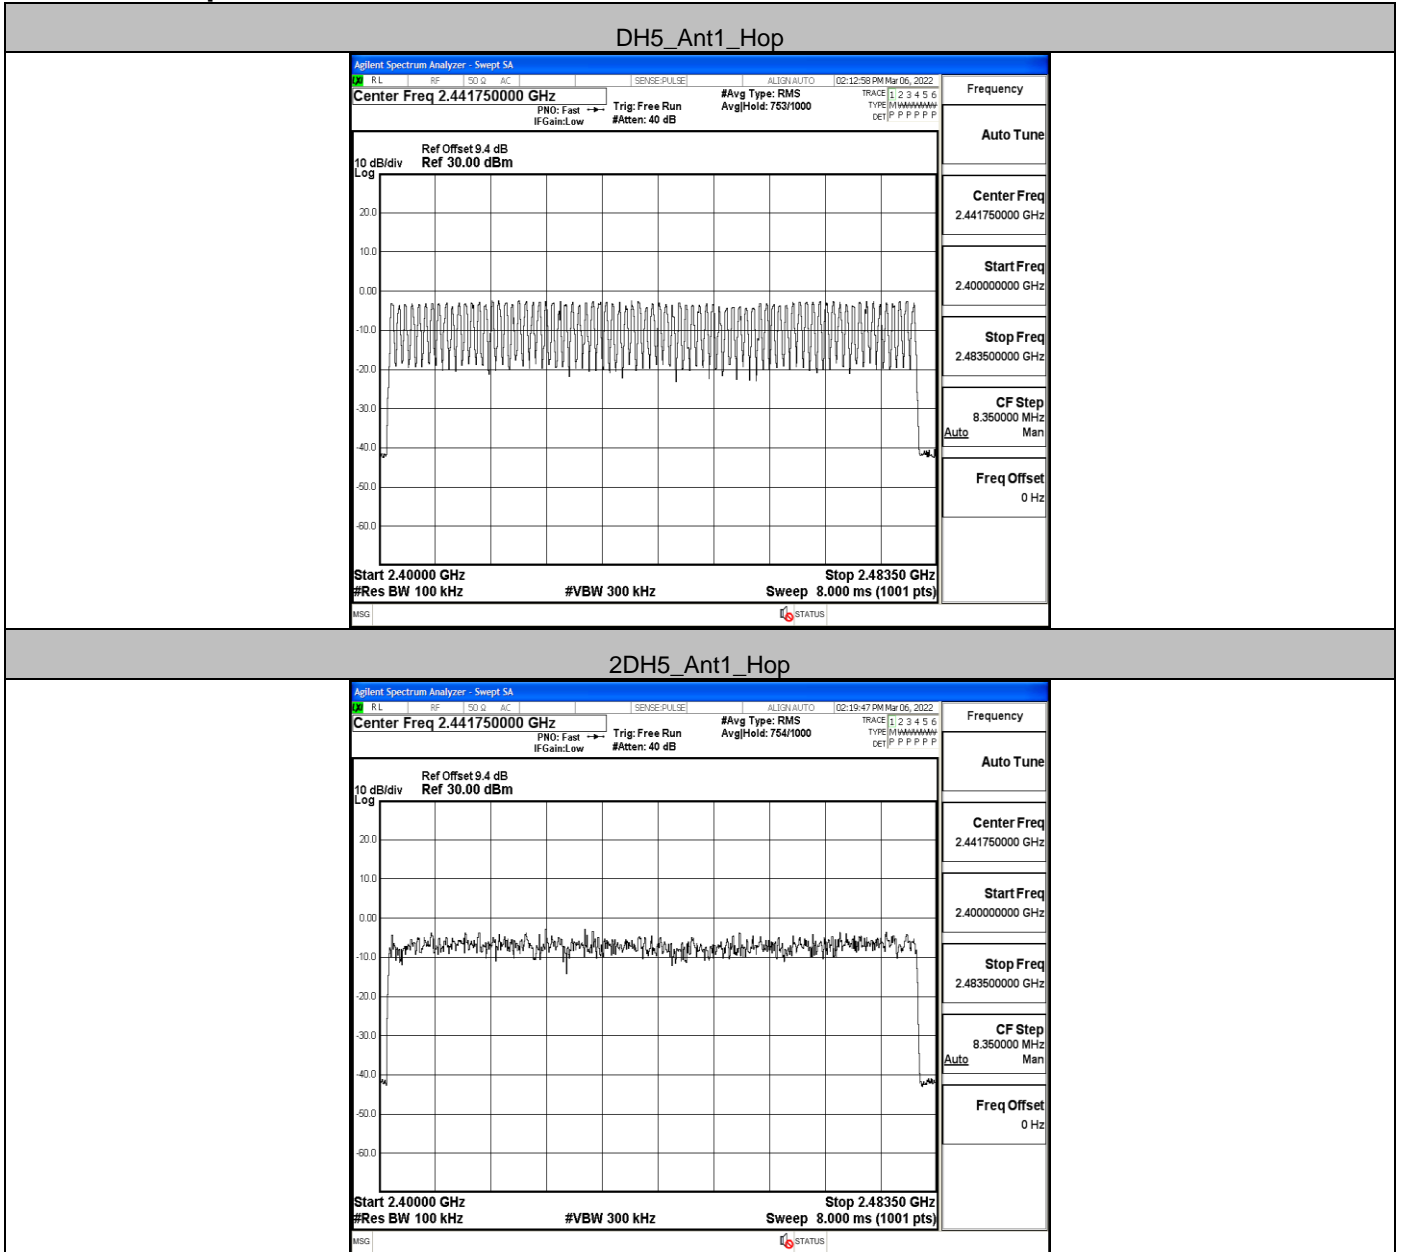 DH5_Ant1_Hop
Agilent Spectrum Analyzer - Swept SA
RL RF 50 Ω AC SENSE:PULSE ALIGN AUTO 02:12:58 PM Mar 06, 2022
Center Freq 2.441750000 GHz
PNO: Fast
IFGain:Low
Trig: Free Run
#Atten: 40 dB
#Avg Type: RMS
Avg|Hold: 753/1000
TRACE 1 2 3 4 5 6
TYPE M
DET P P P P P P
Frequency
Auto Tune
Ref Offset 9.4 dB
10 dB/div Ref 30.00 dBm
Log
20.0
10.0
0.00
-10.0
-20.0
-30.0
-40.0
-50.0
-60.0
Center Freq
2.441750000 GHz
Start Freq
2.400000000 GHz
Stop Freq
2.483500000 GHz
CF Step
8.350000 MHz
Auto Man
Freq Offset
0 Hz
Start 2.40000 GHz Stop 2.48350 GHz
#Res BW 100 kHz #VBW 300 kHz Sweep 8.000 ms (1001 pts)
MSG STATUS
2DH5_Ant1_Hop
Agilent Spectrum Analyzer - Swept SA
RL RF 50 Ω AC SENSE:PULSE ALIGN AUTO 02:19:47 PM Mar 06, 2022
Center Freq 2.441750000 GHz
PNO: Fast
IFGain:Low
Trig: Free Run
#Atten: 40 dB
#Avg Type: RMS
Avg|Hold: 754/1000
TRACE 1 2 3 4 5 6
TYPE M
DET P P P P P P
Frequency
Auto Tune
Ref Offset 9.4 dB
10 dB/div Ref 30.00 dBm
Log
20.0
10.0
0.00
-10.0
-20.0
-30.0
-40.0
-50.0
-60.0
Center Freq
2.441750000 GHz
Start Freq
2.400000000 GHz
Stop Freq
2.483500000 GHz
CF Step
8.350000 MHz
Auto Man
Freq Offset
0 Hz
Start 2.40000 GHz Stop 2.48350 GHz
#Res BW 100 kHz #VBW 300 kHz Sweep 8.000 ms (1001 pts)
MSG STATUS